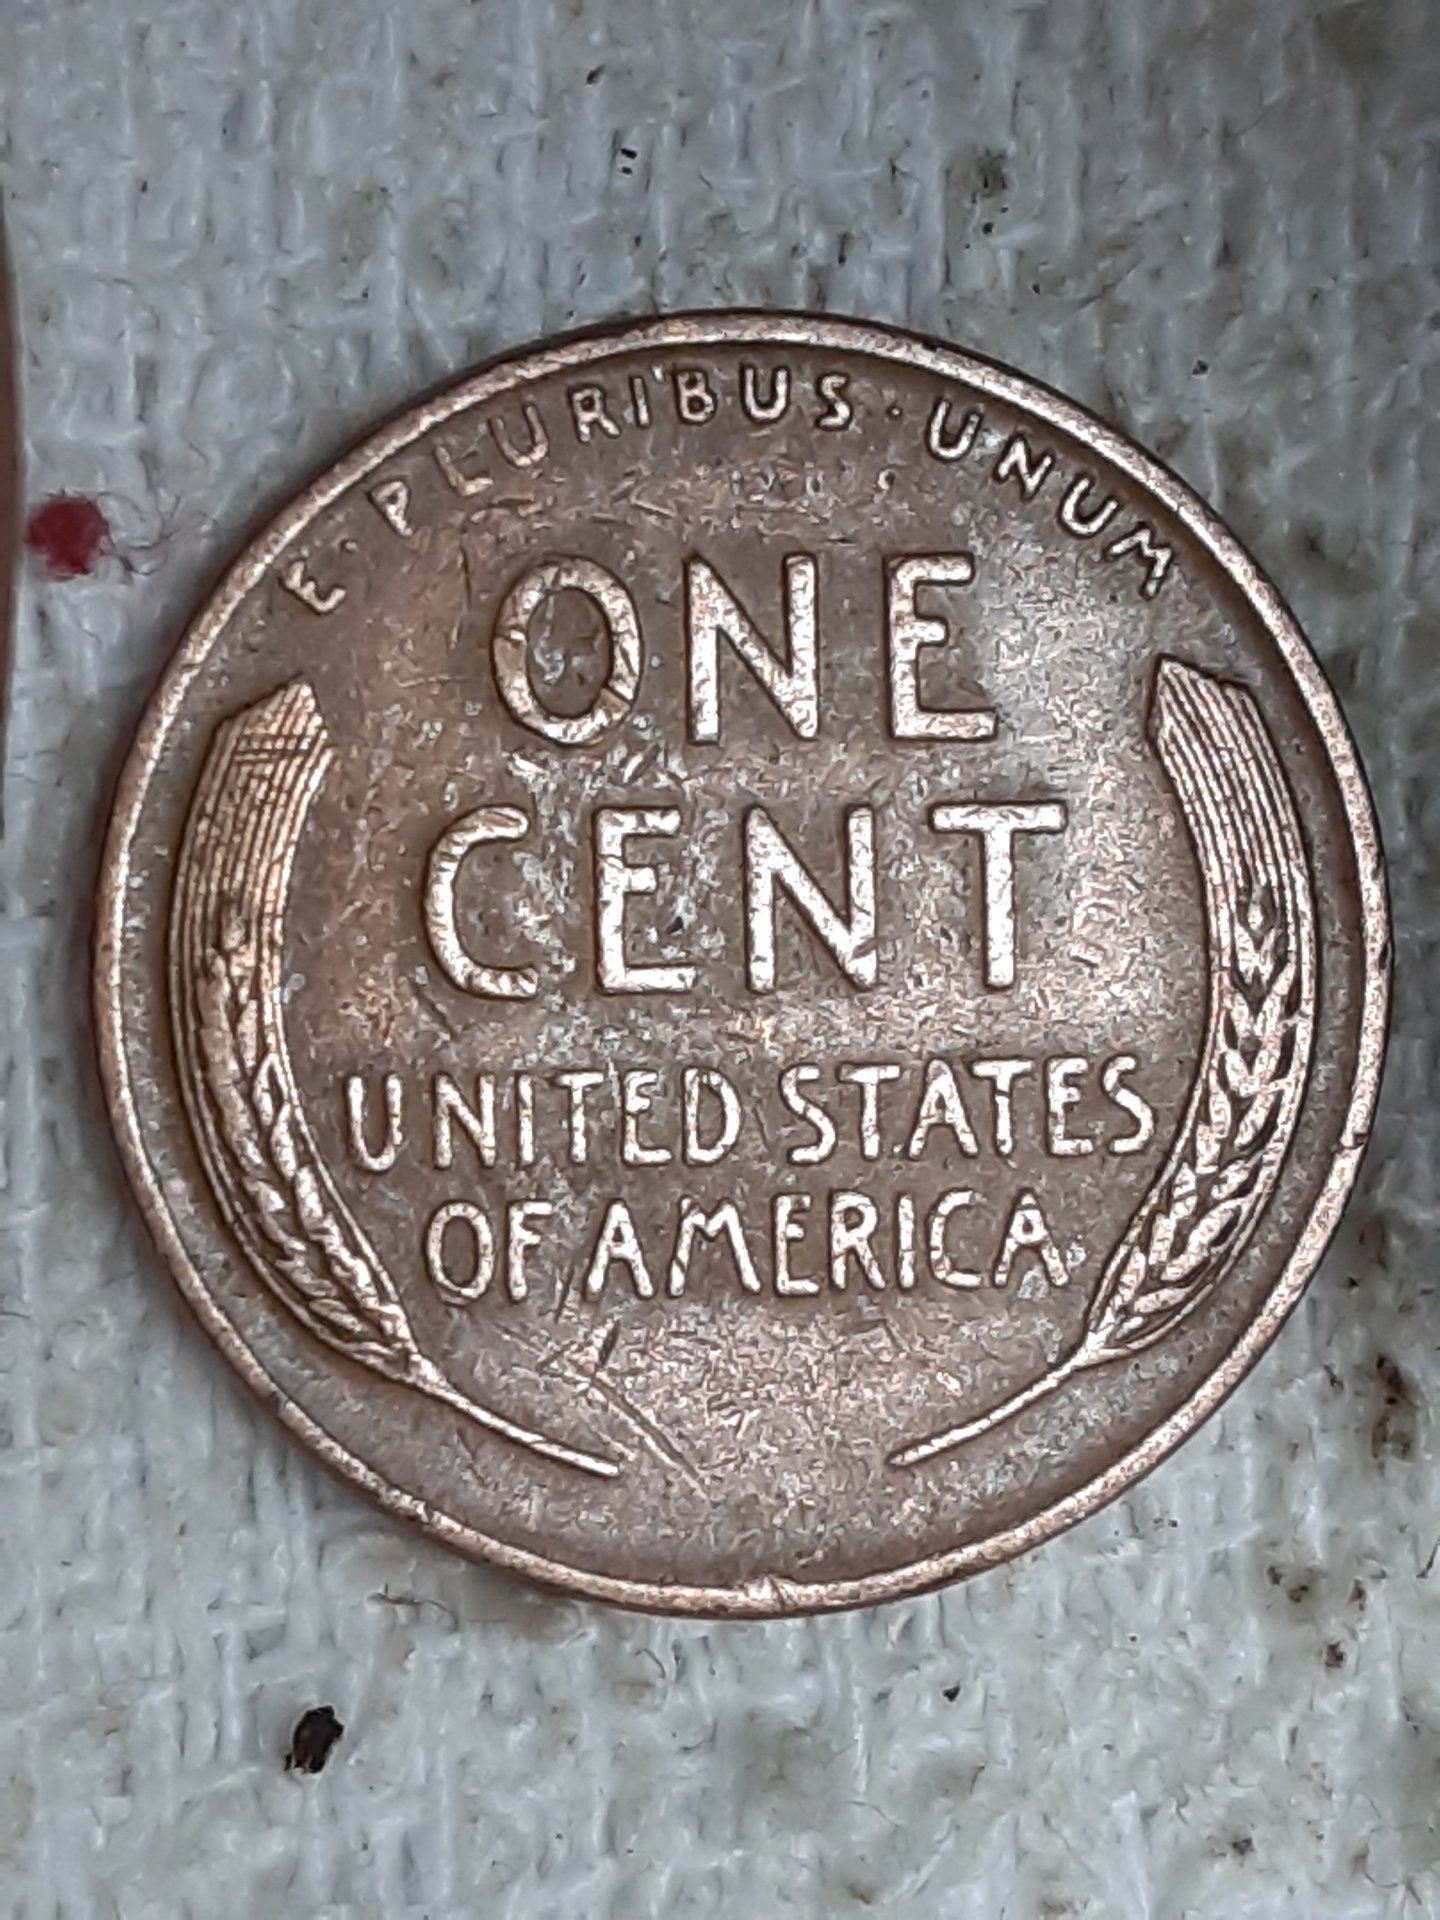 E · PLURIBUS · UNUM
ONE
CENT
UNITED STATES
OF AMERICA